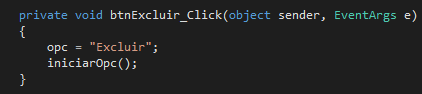 private void btnExcluir_Click(object sender, EventArgs e)
{
    opc = "Excluir";
    iniciarOpc();
}